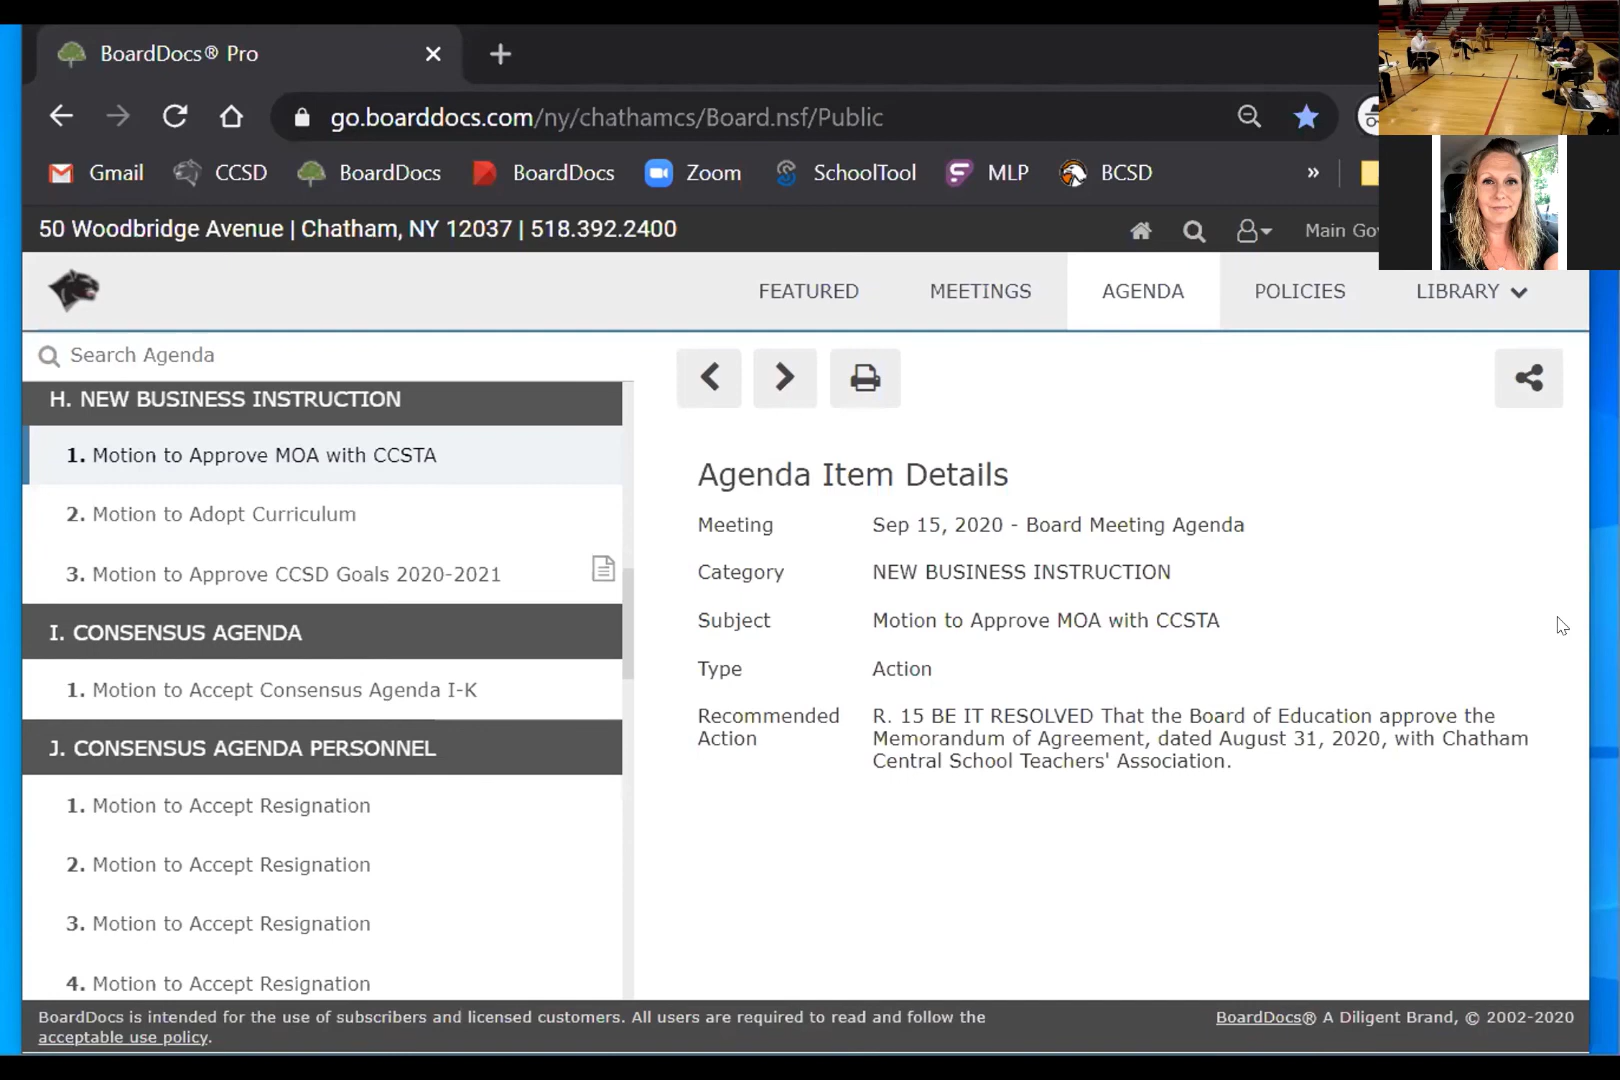 BoardDocs® Pro
go.boarddocs.com/ny/chathamcs/Board.nsf/Public
Gmail CCSD BoardDocs BoardDocs Zoom SchoolTool MLP BCSD »
50 Woodbridge Avenue | Chatham, NY 12037 | 518.392.2400
Main
FEATURED MEETINGS AGENDA POLICIES LIBRARY
Search Agenda
H. NEW BUSINESS INSTRUCTION
1. Motion to Approve MOA with CCSTA
2. Motion to Adopt Curriculum
3. Motion to Approve CCSD Goals 2020-2021
I. CONSENSUS AGENDA
1. Motion to Accept Consensus Agenda I-K
J. CONSENSUS AGENDA PERSONNEL
1. Motion to Accept Resignation
2. Motion to Accept Resignation
3. Motion to Accept Resignation
4. Motion to Accept Resignation
Agenda Item Details
Meeting Sep 15, 2020 - Board Meeting Agenda
Category NEW BUSINESS INSTRUCTION
Subject Motion to Approve MOA with CCSTA
Type Action
Recommended Action
R. 15 BE IT RESOLVED That the Board of Education approve the
Memorandum of Agreement, dated August 31, 2020, with Chatham
Central School Teachers' Association.
BoardDocs is intended for the use of subscribers and licensed customers. All users are required to read and follow the
acceptable use policy.
BoardDocs® A Diligent Brand, © 2002-2020